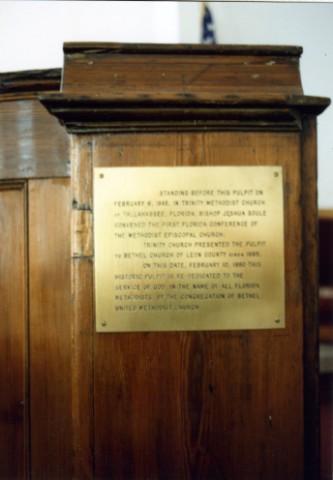 STANDING BEFORE THIS PULPIT ON
FEBRUARY 6, 1845, IN TRINITY METHODIST CHURCH
of TALLAHASSEE, FLORIDA, BISHOP JOSHUA SOULE
CONVENED THE FIRST FLORIDA CONFERENCE OF
THE METHODIST EPISCOPAL CHURCH.
TRINITY CHURCH PRESENTED THE PULPIT
to BETHEL CHURCH OF LEON COUNTY circa
ON THIS DATE, FEBRUARY 10, THIS
HISTORIC PULPIT IS RE-DEDICATED TO THE
SERVICE OF GOD IN THE NAME OF ALL FLORIDA
METHODISTS BY THE CONGREGATION OF BETHEL
UNITED METHODIST CHURCH